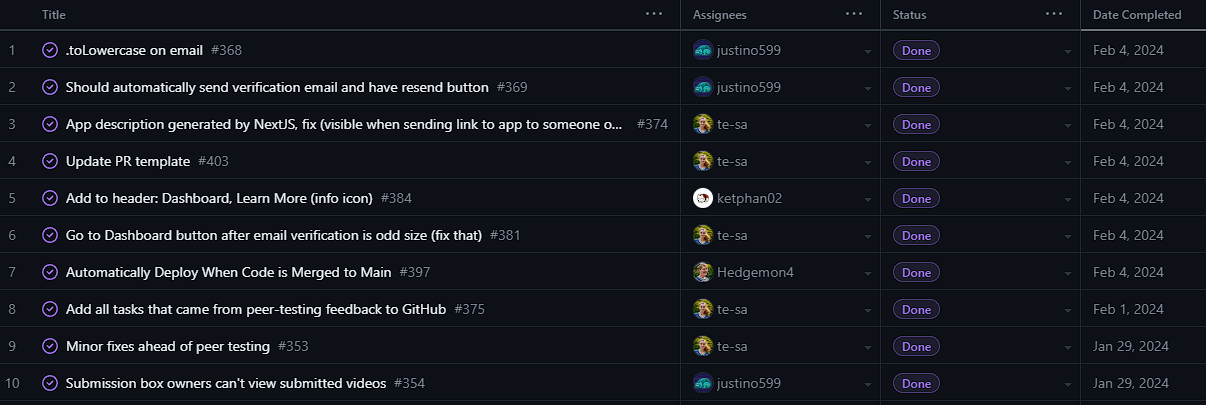 Title ... Assignees ... Status ... Date Completed
1 .toLowercase on email #368 justino599 Done Feb 4, 2024
2 Should automatically send verification email and have resend button #369 justino599 Done Feb 4, 2024
3 App description generated by NextJS, fix (visible when sending link to app to someone o... #374 te-sa Done Feb 4, 2024
4 Update PR template #403 te-sa Done Feb 4, 2024
5 Add to header: Dashboard, Learn More (info icon) #384 ketphan02 Done Feb 4, 2024
6 Go to Dashboard button after email verification is odd size (fix that) #381 te-sa Done Feb 4, 2024
7 Automatically Deploy When Code is Merged to Main #397 Hedgemon4 Done Feb 4, 2024
8 Add all tasks that came from peer-testing feedback to GitHub #375 te-sa Done Feb 1, 2024
9 Minor fixes ahead of peer testing #353 te-sa Done Jan 29, 2024
10 Submission box owners can't view submitted videos #354 justino599 Done Jan 29, 2024